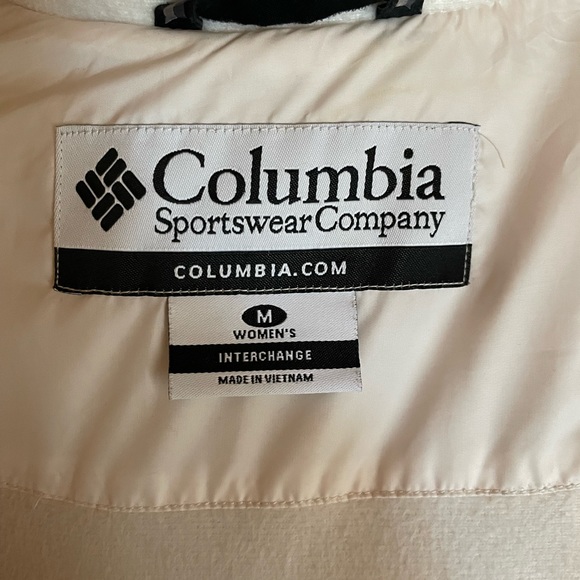 Columbia
Sportswear Company
COLUMBIA.COM
M
WOMEN'S
INTERCHANGE
MADE IN VIETNAM